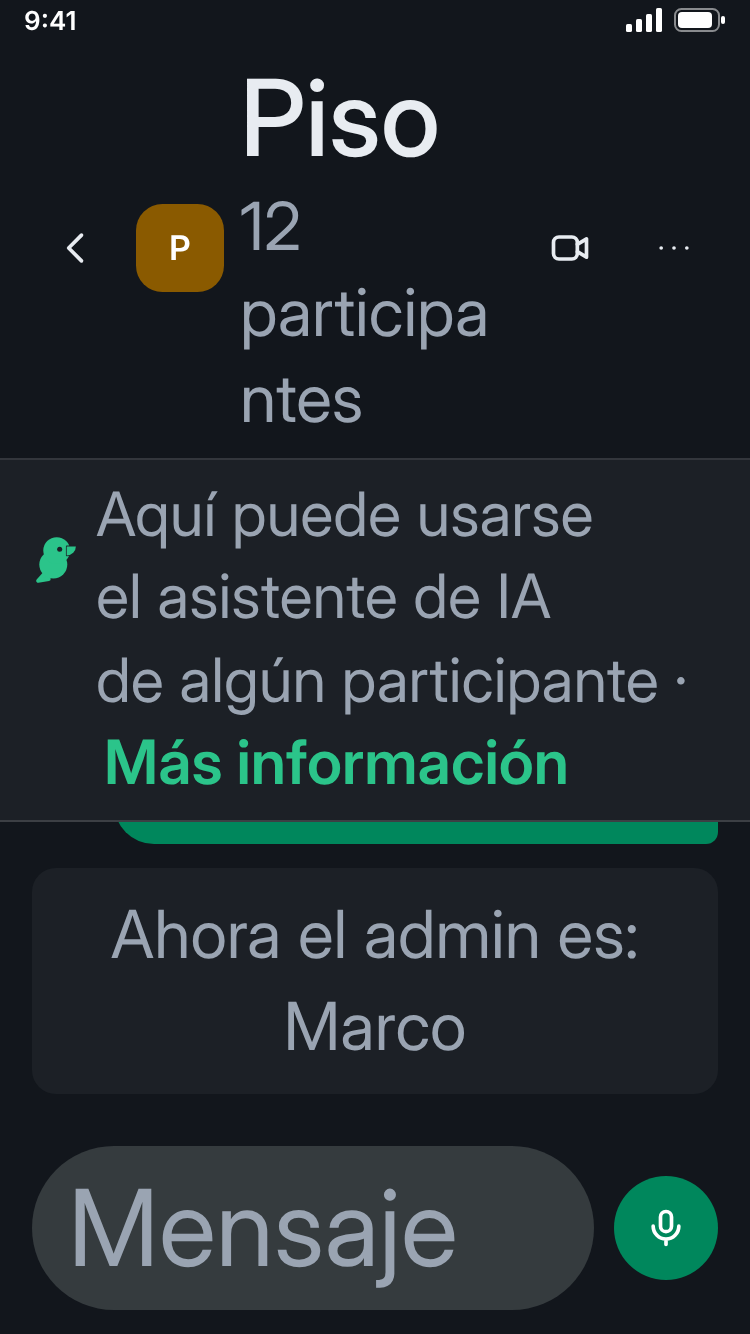 9:41
Piso
P
12
participa
ntes
Aquí puede usarse
el asistente de IA
de algún participante ·
Más información
Ahora el admin es:
Marco
Mensaje